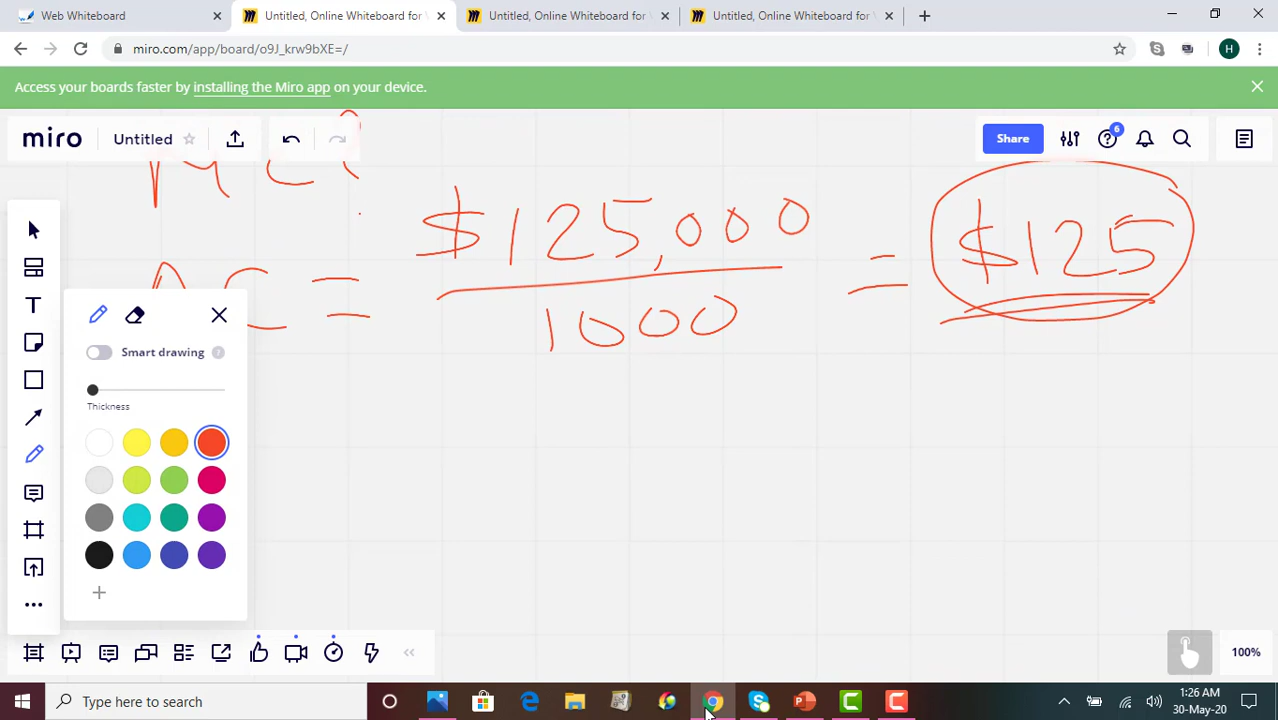 Web Whiteboard
Untitled, Online Whiteboard for
Untitled, Online Whiteboard for
Untitled, Online Whiteboard for
miro.com/app/board/o9J_krw9bXE=/
H
Access your boards faster by installing the Miro app on your device.
miro
Untitled
Share
6
$125,000
= $125
AC =
1000
Smart drawing
?
Thickness
T
100%
Type here to search
1:26 AM
30-May-20